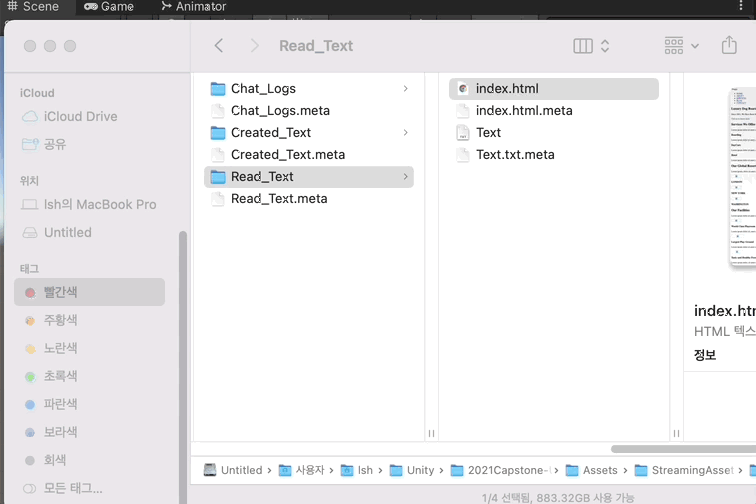 Scene Game Animator
Read_Text
iCloud
iCloud Drive
공유
위치
Ish의 MacBook Pro
Untitled
태그
빨간색
주황색
노란색
초록색
파란색
보라색
회색
모든 태그...
Chat_Logs
Chat_Logs.meta
Created_Text
Created_Text.meta
Read_Text
Read_Text.meta
index.html
index.html.meta
Text
Text.txt.meta
index.htm
HTML 텍스
정보
Untitled 사용자 lsh Unity 2021Capstone- Assets StreamingAsset
1/4 선택됨, 883.32GB 사용 가능